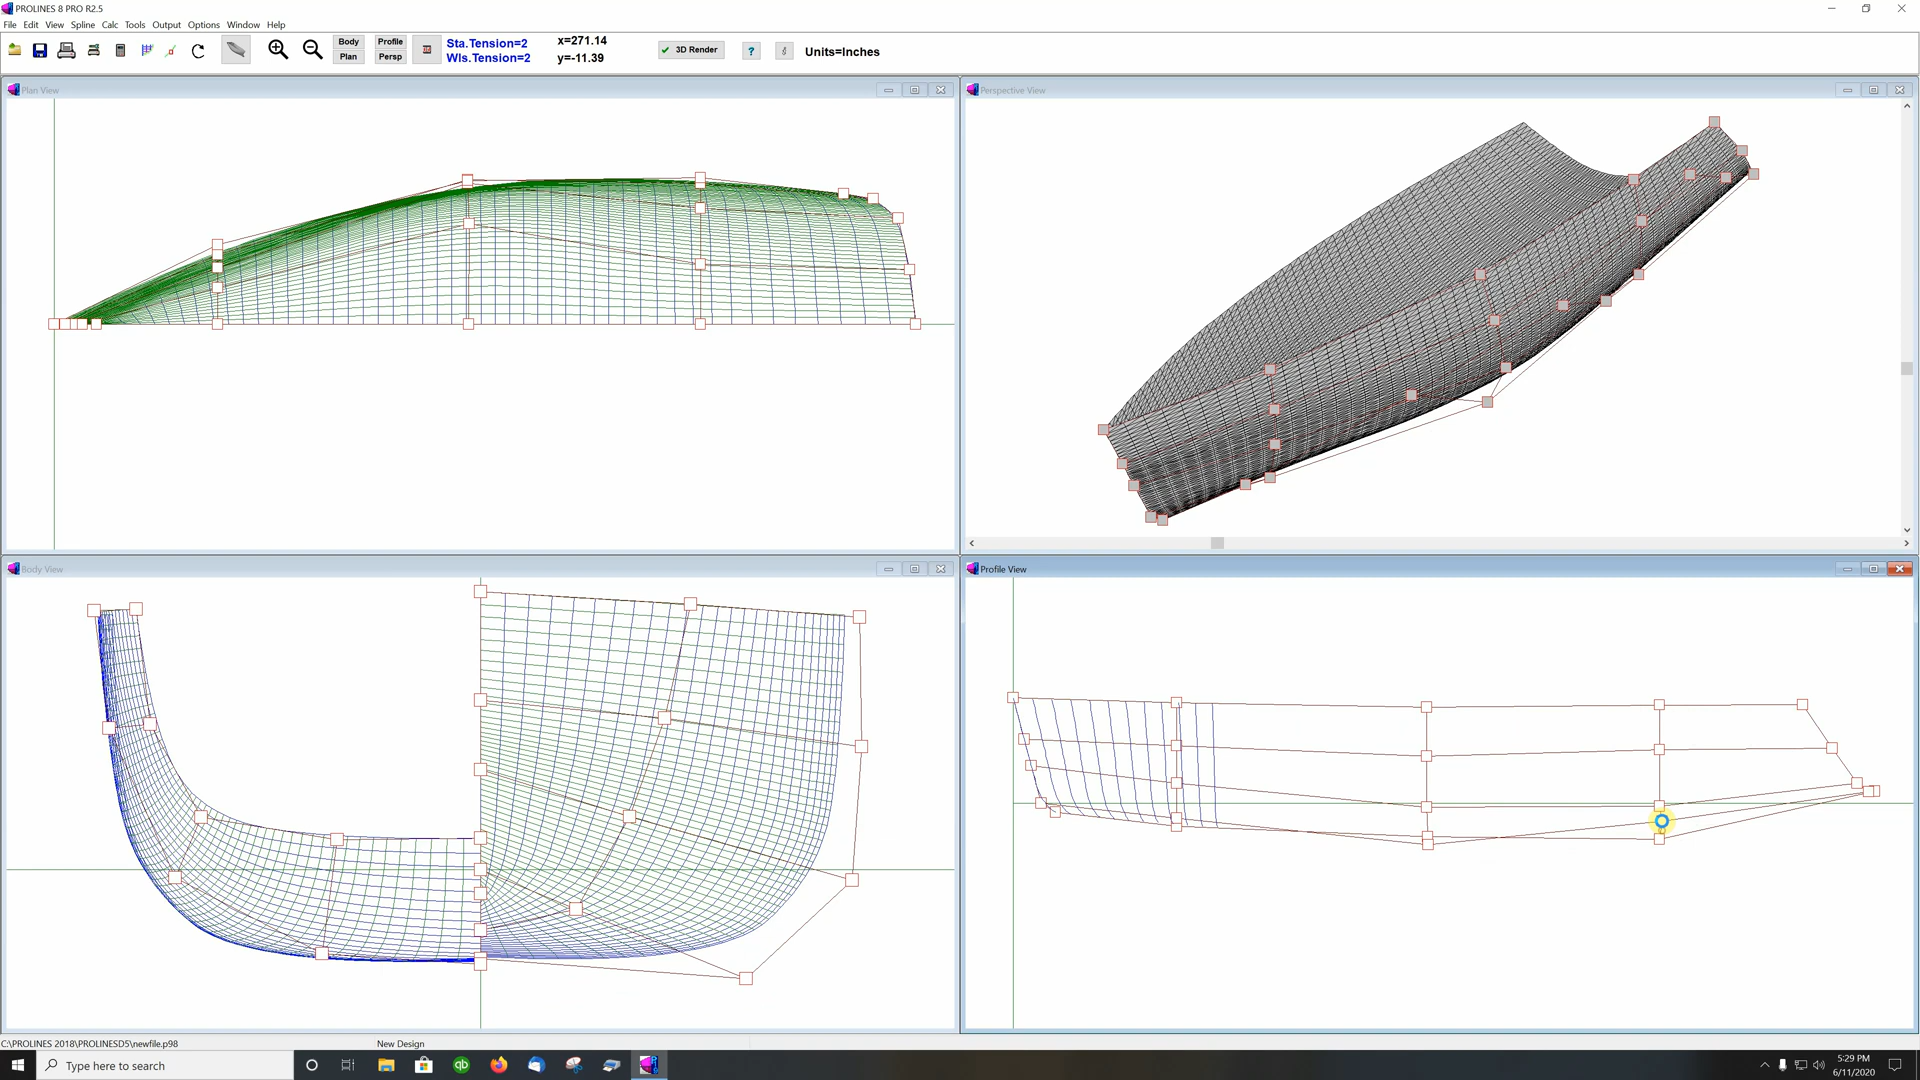 PROLINES 8 PRO R2.5
File Edit View Spline Calc Tools Output Options Window Help
Body
Plan
Profile
Persp
Sta.Tension=2
Wls.Tension=2
x=271.14
y=-11.39
3D Render
?
Units=Inches
Plan View
Perspective View
Body View
Profile View
C:\PROLINES 2018\PROLINESD5\newfile.p98
New Design
Type here to search
qb
5:29 PM
6/11/2020